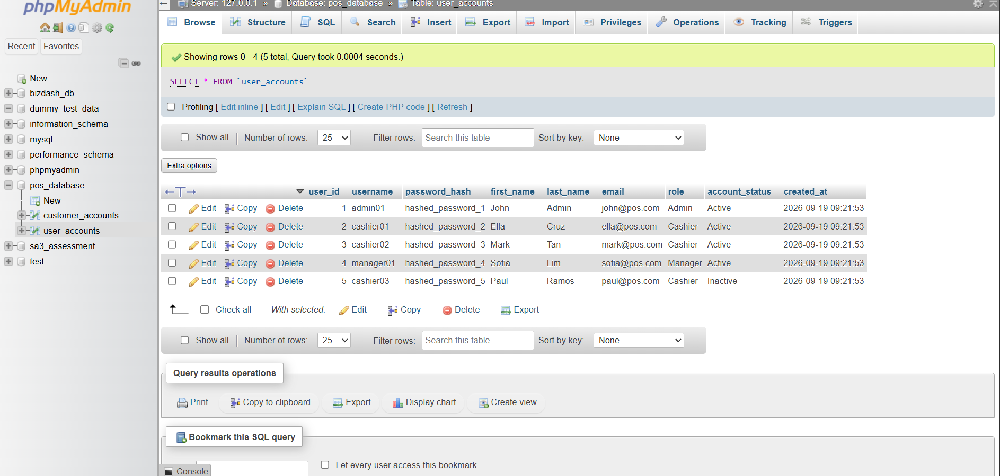 phpMyAdmin
Recent Favorites
New
bizdash_db
dummy_test_data
information_schema
mysql
performance_schema
phpmyadmin
pos_database
New
customer_accounts
user_accounts
sa3_assessment
test
Server: 127.0.0.1 » Database: pos_database » Table: user_accounts
Browse Structure SQL Search Insert Export Import Privileges Operations Tracking Triggers
Showing rows 0 - 4 (5 total, Query took 0.0004 seconds.)
SELECT * FROM `user_accounts`
Profiling [ Edit inline ] [ Edit ] [ Explain SQL ] [ Create PHP code ] [ Refresh ]
Show all Number of rows: 25 Filter rows: Search this table Sort by key: None
Extra options
user_id username password_hash first_name last_name email role account_status created_at
Edit Copy Delete 1 admin01 hashed_password_1 John Admin john@pos.com Admin Active 2026-09-19 09:21:53
Edit Copy Delete 2 cashier01 hashed_password_2 Ella Cruz ella@pos.com Cashier Active 2026-09-19 09:21:53
Edit Copy Delete 3 cashier02 hashed_password_3 Mark Tan mark@pos.com Cashier Active 2026-09-19 09:21:53
Edit Copy Delete 4 manager01 hashed_password_4 Sofia Lim sofia@pos.com Manager Active 2026-09-19 09:21:53
Edit Copy Delete 5 cashier03 hashed_password_5 Paul Ramos paul@pos.com Cashier Inactive 2026-09-19 09:21:53
Check all With selected: Edit Copy Delete Export
Show all Number of rows: 25 Filter rows: Search this table Sort by key: None
Query results operations
Print Copy to clipboard Export Display chart Create view
Bookmark this SQL query
Let every user access this bookmark
Console